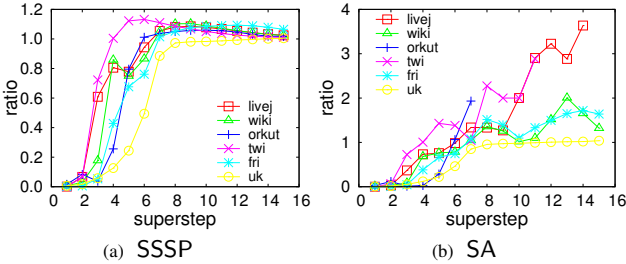 1.2
1.0
0.8
0.6
0.4
0.2
0.0
ratio
0 2 4 6 8 10 12 14 16
superstep
livej
wiki
orkut
twi
fri
uk
(a) SSSP
4
3
2
1
0
ratio
0 2 4 6 8 10 12 14 16
superstep
livej
wiki
orkut
twi
fri
uk
(b) SA